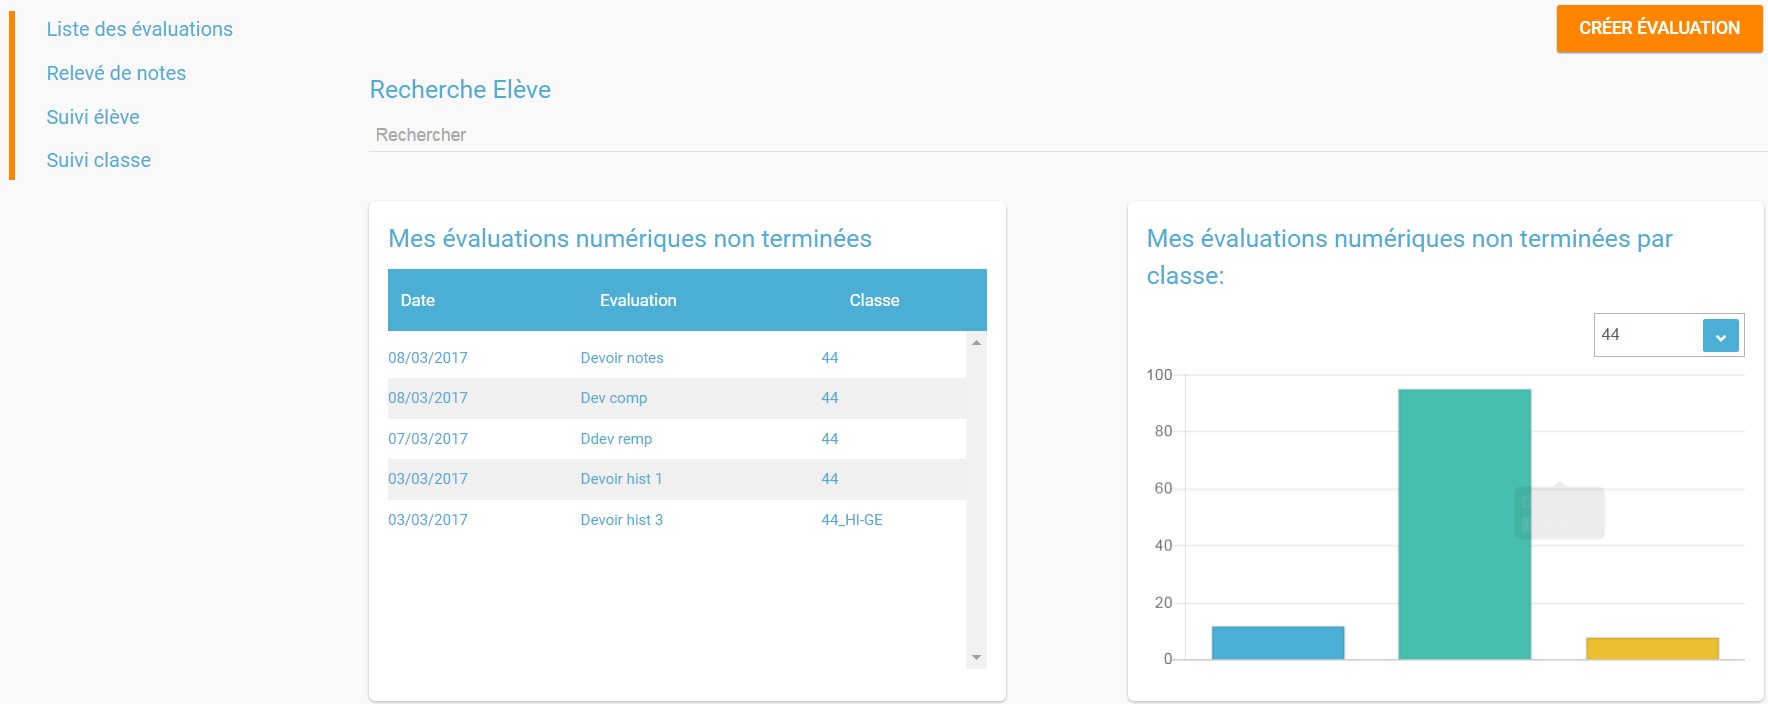 Liste des évaluations
Relevé de notes
Suivi élève
Suivi classe
CRÉER ÉVALUATION
Recherche Elève
Rechercher
Mes évaluations numériques non terminées
Date Evaluation Classe
08/03/2017 Devoir notes 44
08/03/2017 Dev comp 44
07/03/2017 Ddev remp 44
03/03/2017 Devoir hist 1 44
03/03/2017 Devoir hist 3 44_HI-GE
Mes évaluations numériques non terminées par
classe:
44
100
80
60
40
20
0